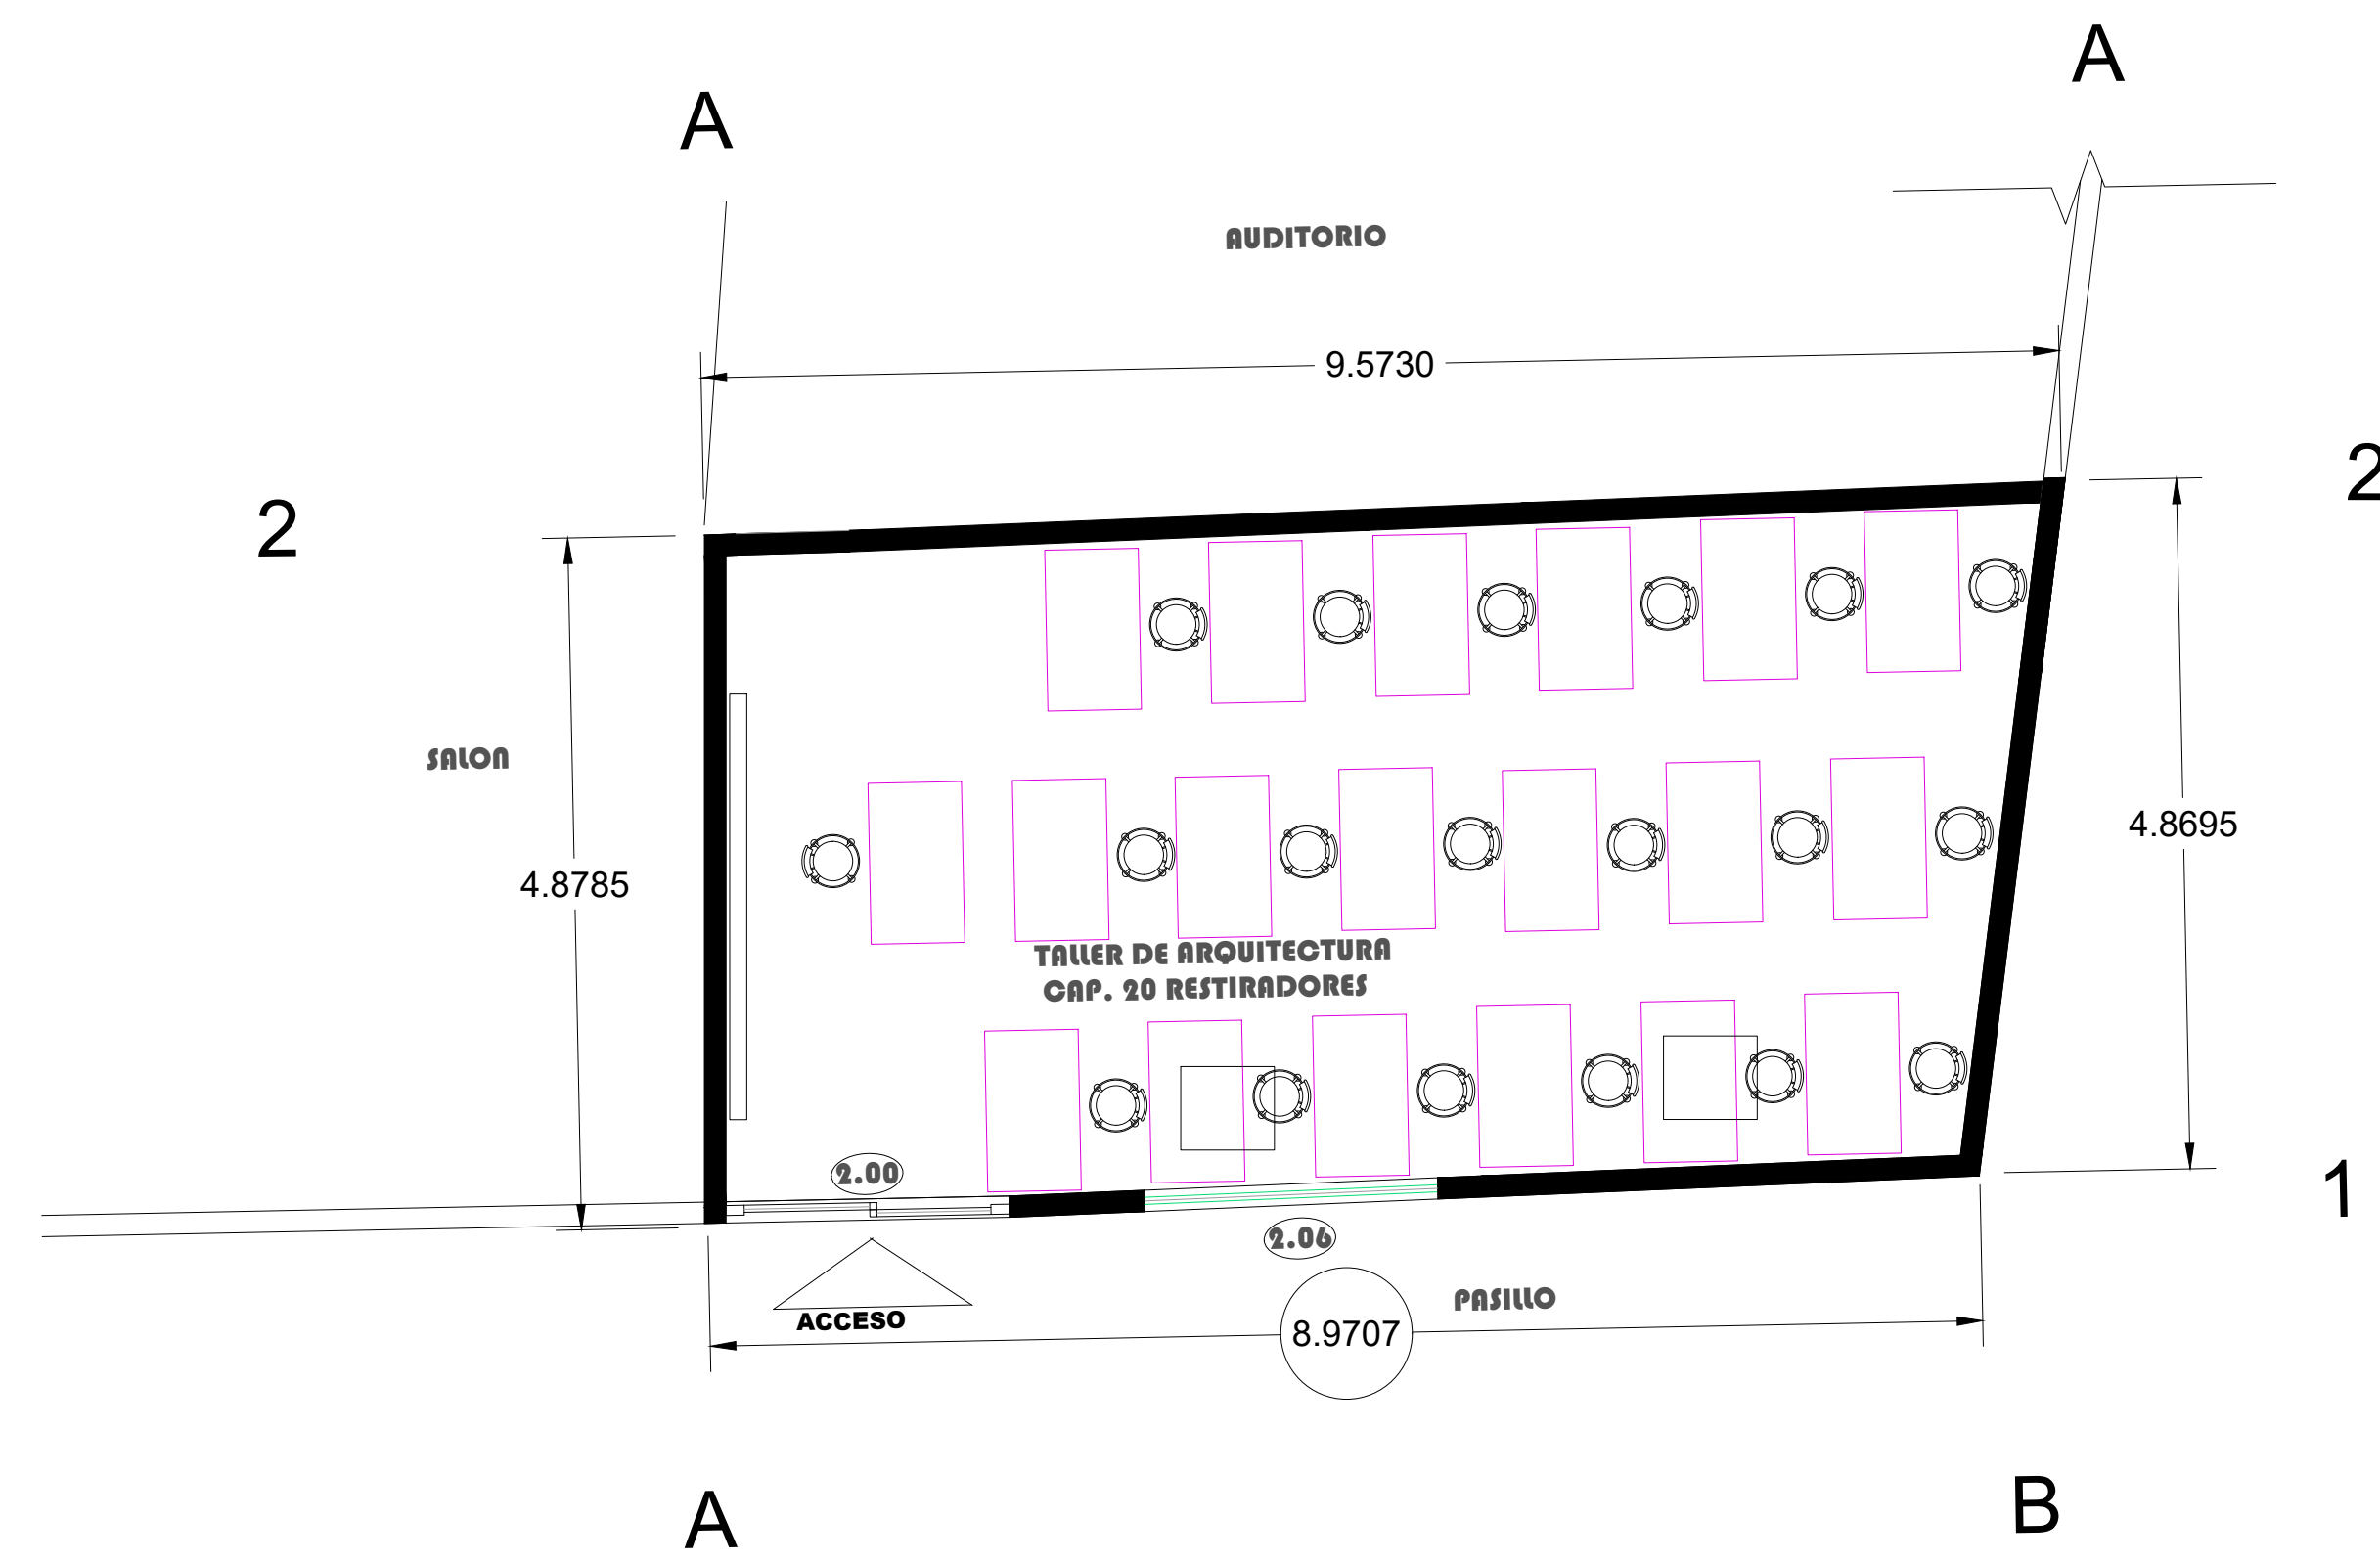 A
A
AUDITORIO
9.5730
2
2
SALON
4.8695
4.8785
TALLER DE ARQUITECTURA
CAP. 20 RESTIRADORES
2.00
1
2.06
PASILLO
ACCESO
8.9707
A
B